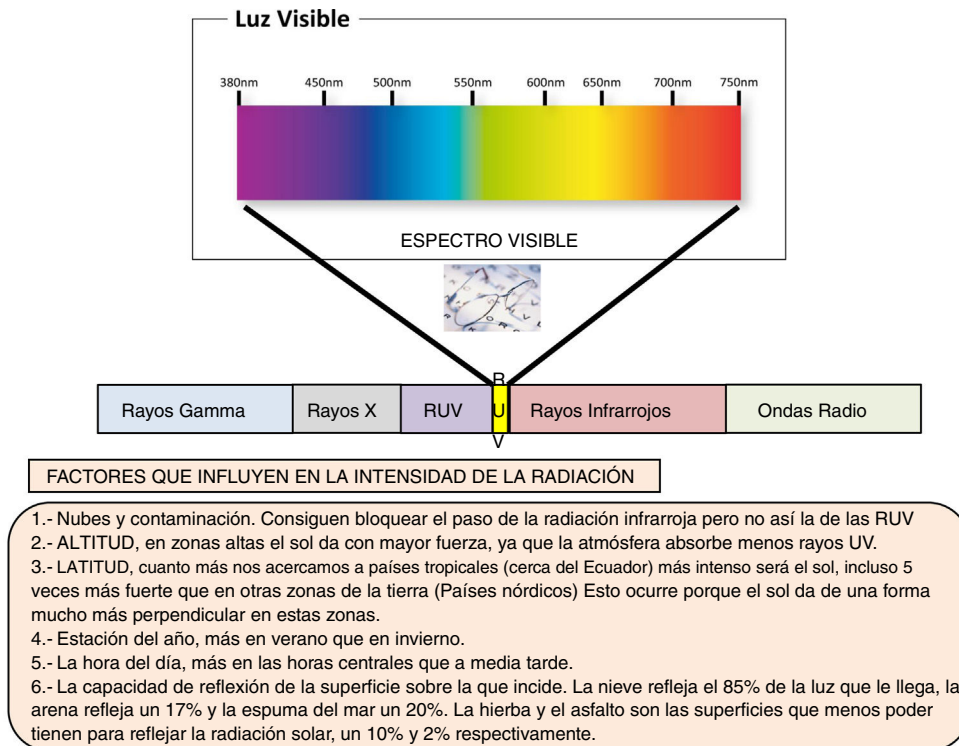 Luz Visible
380nm 450nm 500nm 550nm 600nm 650nm 700nm 750nm
ESPECTRO VISIBLE
Rayos Gamma Rayos X RUV RUV Rayos Infrarrojos Ondas Radio
FACTORES QUE INFLUYEN EN LA INTENSIDAD DE LA RADIACIÓN
1.- Nubes y contaminación. Consiguen bloquear el paso de la radiación infrarroja pero no así la de las RUV
2.- ALTITUD, en zonas altas el sol da con mayor fuerza, ya que la atmósfera absorbe menos rayos UV.
3.- LATITUD, cuanto más nos acercamos a países tropicales (cerca del Ecuador) más intenso será el sol, incluso 5
veces más fuerte que en otras zonas de la tierra (Países nórdicos) Esto ocurre porque el sol da de una forma
mucho más perpendicular en estas zonas.
4.- Estación del año, más en verano que en invierno.
5.- La hora del día, más en las horas centrales que a media tarde.
6.- La capacidad de reflexión de la superficie sobre la que incide. La nieve refleja el 85% de la luz que le llega, la
arena refleja un 17% y la espuma del mar un 20%. La hierba y el asfalto son las superficies que menos poder
tienen para reflejar la radiación solar, un 10% y 2% respectivamente.